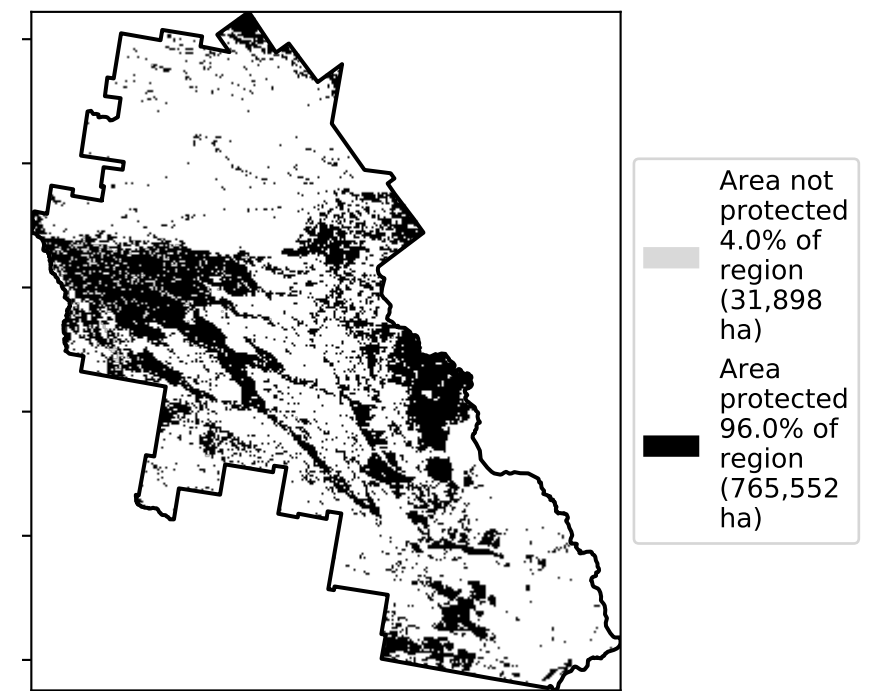 Area not
protected
4.0% of
region
(31,898
ha)
Area
protected
96.0% of
region
(765,552
ha)